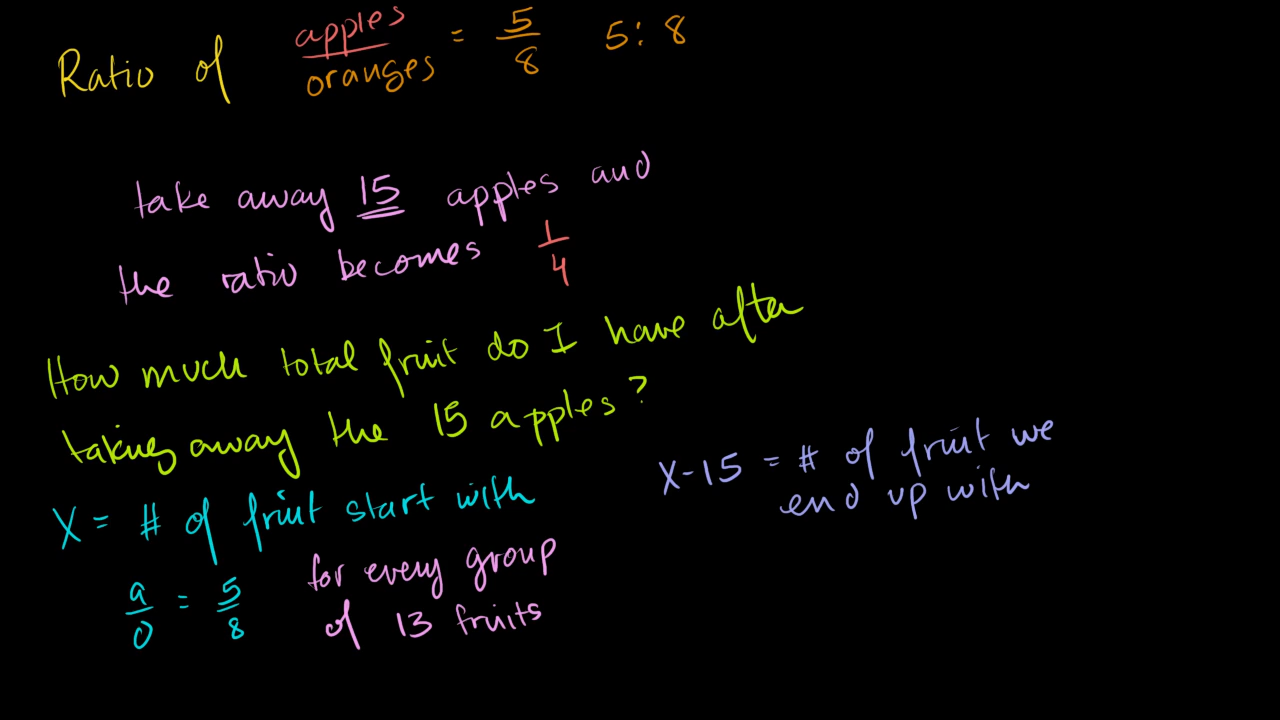 Ratio of apples/oranges = 5/8 5:8
take away 15 apples and
the ratio becomes 1/4
How much total fruit do I have after
taking away the 15 apples?
X = # of fruit start with
a/o = 5/8 for every group
of 13 fruits
X-15 = # of fruit we
end up with